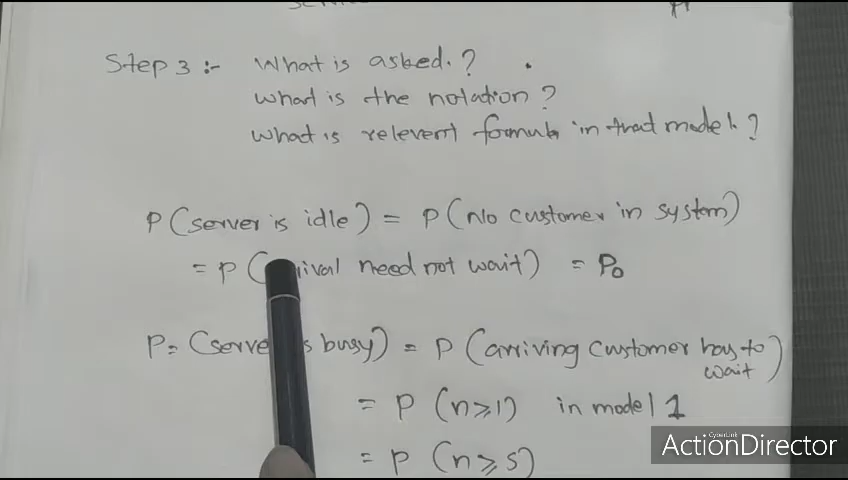 Step 3 :- What is asked. ?
What is the notation ?
What is relevent formula in that model. ?
P (server is idle) = P (no customer in system)
= P ( need not wait) = P₀
P = ( busy) = P (arriving customer has to wait)
= P (n ≥ 1) in model 1
= P (n ≥ S)
CyberLink
ActionDirector